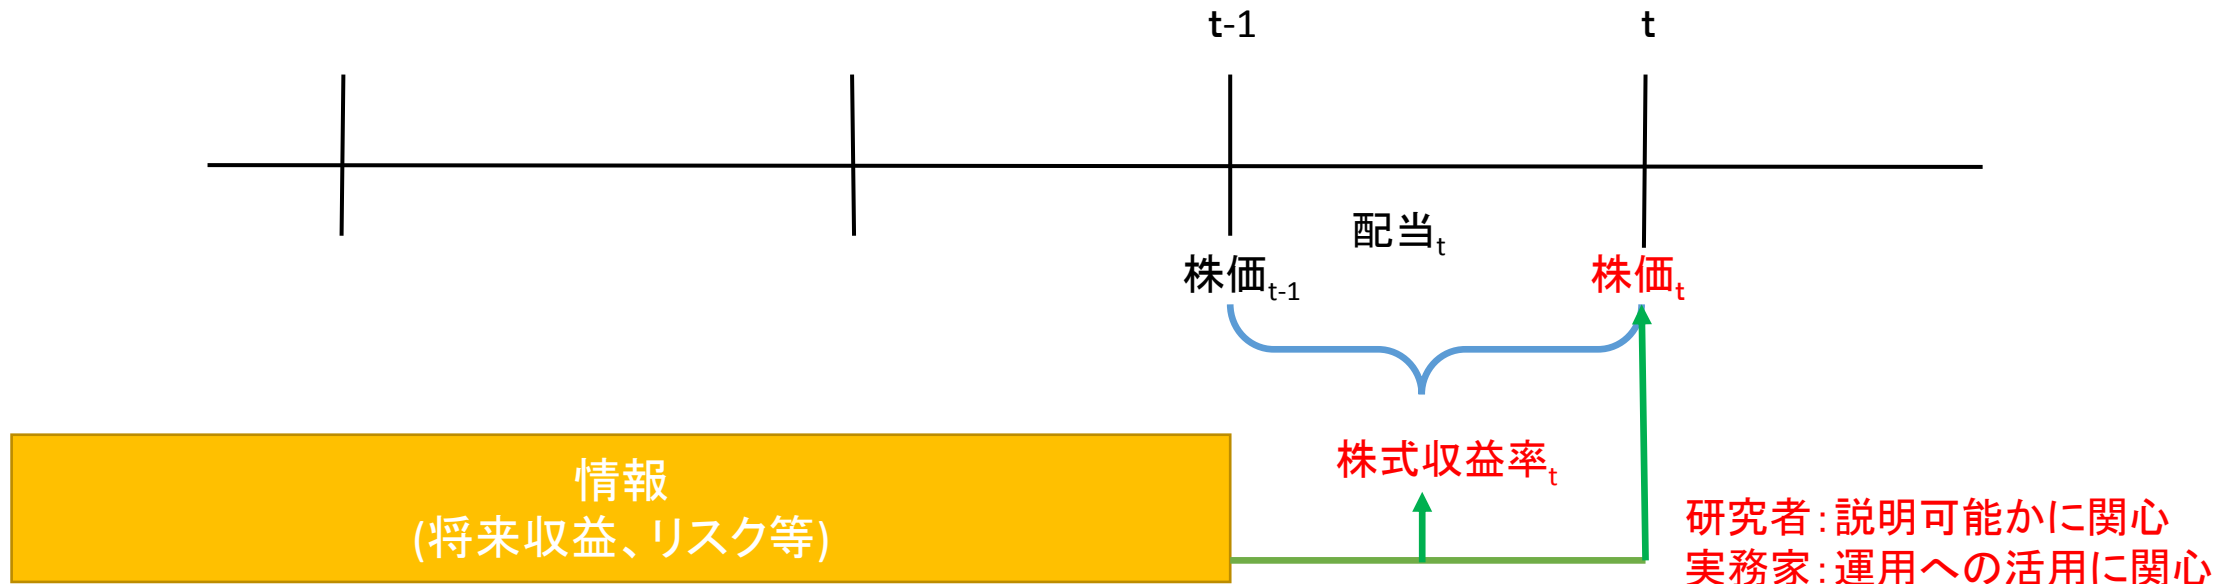 t-1
t
配当t
株価t-1
株価t
株式収益率t
情報
(将来収益、リスク等)
研究者：説明可能かに関心
実務家：運用への活用に関心